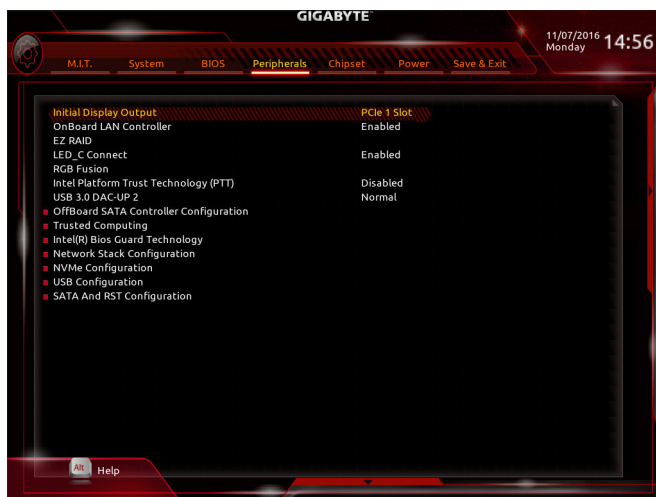 GIGABYTE™
11/07/2016
Monday
14:56
M.I.T. System BIOS Peripherals Chipset Power Save & Exit
Initial Display Output PCIe 1 Slot
OnBoard LAN Controller Enabled
EZ RAID
LED_C Connect Enabled
RGB Fusion
Intel Platform Trust Technology (PTT) Disabled
USB 3.0 DAC-UP 2 Normal
OffBoard SATA Controller Configuration
Trusted Computing
Intel(R) Bios Guard Technology
Network Stack Configuration
NVMe Configuration
USB Configuration
SATA And RST Configuration
Alt Help